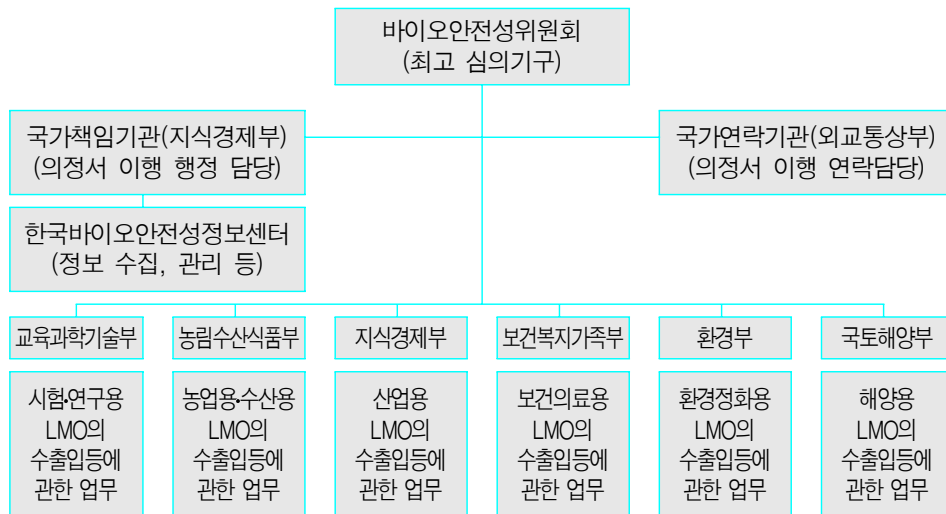 바이오안전성위원회
(최고 심의기구)
국가책임기관(지식경제부)
(의정서 이행 행정 담당)
국가연락기관(외교통상부)
(의정서 이행 연락담당)
한국바이오안전성정보센터
(정보 수집, 관리 등)
교육과학기술부
농림수산식품부
지식경제부
보건복지가족부
환경부
국토해양부
시험·연구용
LMO의
수출입등에
관한 업무
농업용·수산용
LMO의
수출입등에
관한 업무
산업용
LMO의
수출입등에
관한 업무
보건의료용
LMO의
수출입등에
관한 업무
환경정화용
LMO의
수출입등에
관한 업무
해양용
LMO의
수출입등에
관한 업무